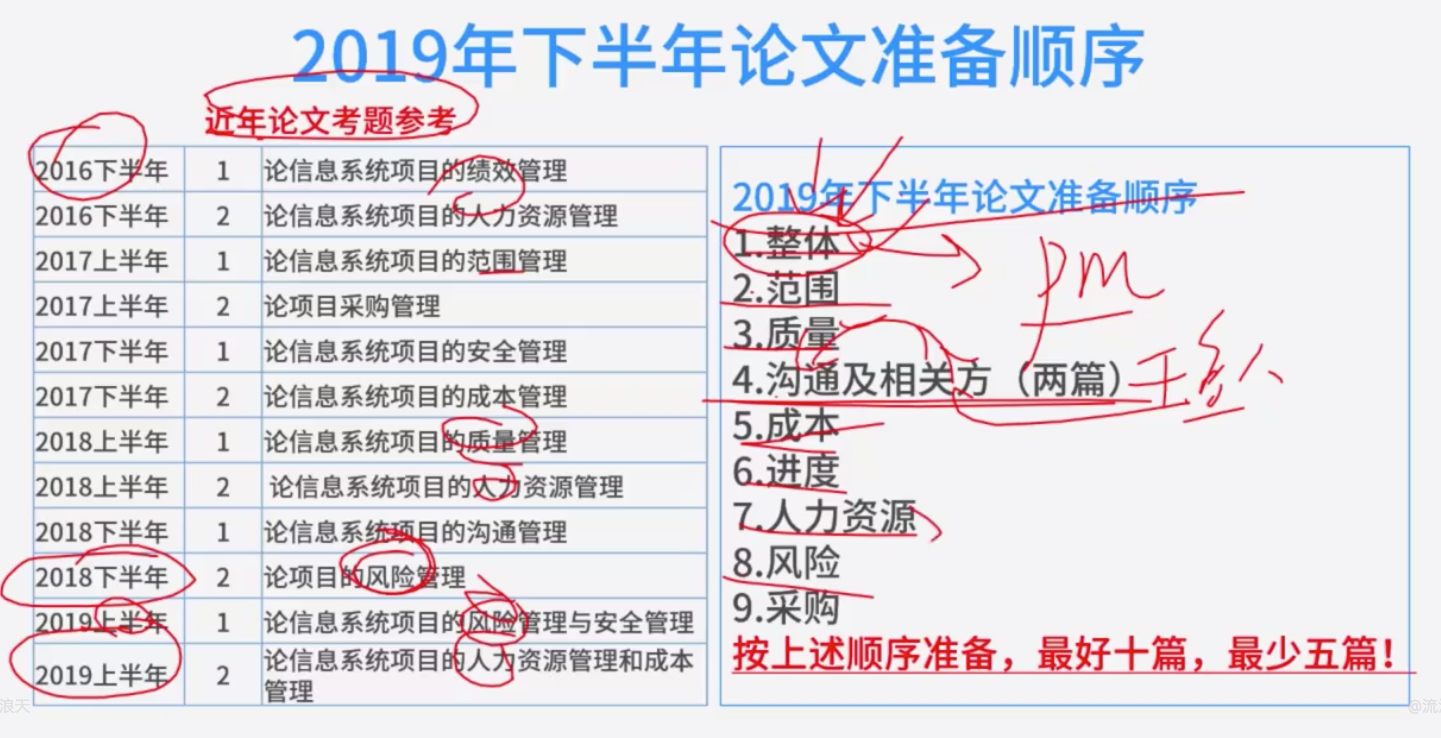 2019年下半年论文准备顺序
近年论文考题参考
2016下半年 1 论信息系统项目的绩效管理
2016下半年 2 论信息系统项目的人力资源管理
2017上半年 1 论信息系统项目的范围管理
2017上半年 2 论项目采购管理
2017下半年 1 论信息系统项目的安全管理
2017下半年 2 论信息系统项目的成本管理
2018上半年 1 论信息系统项目的质量管理
2018上半年 2 论信息系统项目的人力资源管理
2018下半年 1 论信息系统项目的沟通管理
2018下半年 2 论项目的风险管理
2019上半年 1 论信息系统项目的风险管理与安全管理
2019上半年 2 论信息系统项目的人力资源管理和成本
管理
2019年下半年论文准备顺序
1.整体
PM
2.范围
3.质量
4.沟通及相关方（两篇）
5.成本
6.进度
7.人力资源
8.风险
9.采购
按上述顺序准备，最好十篇，最少五篇！
浪天
@流